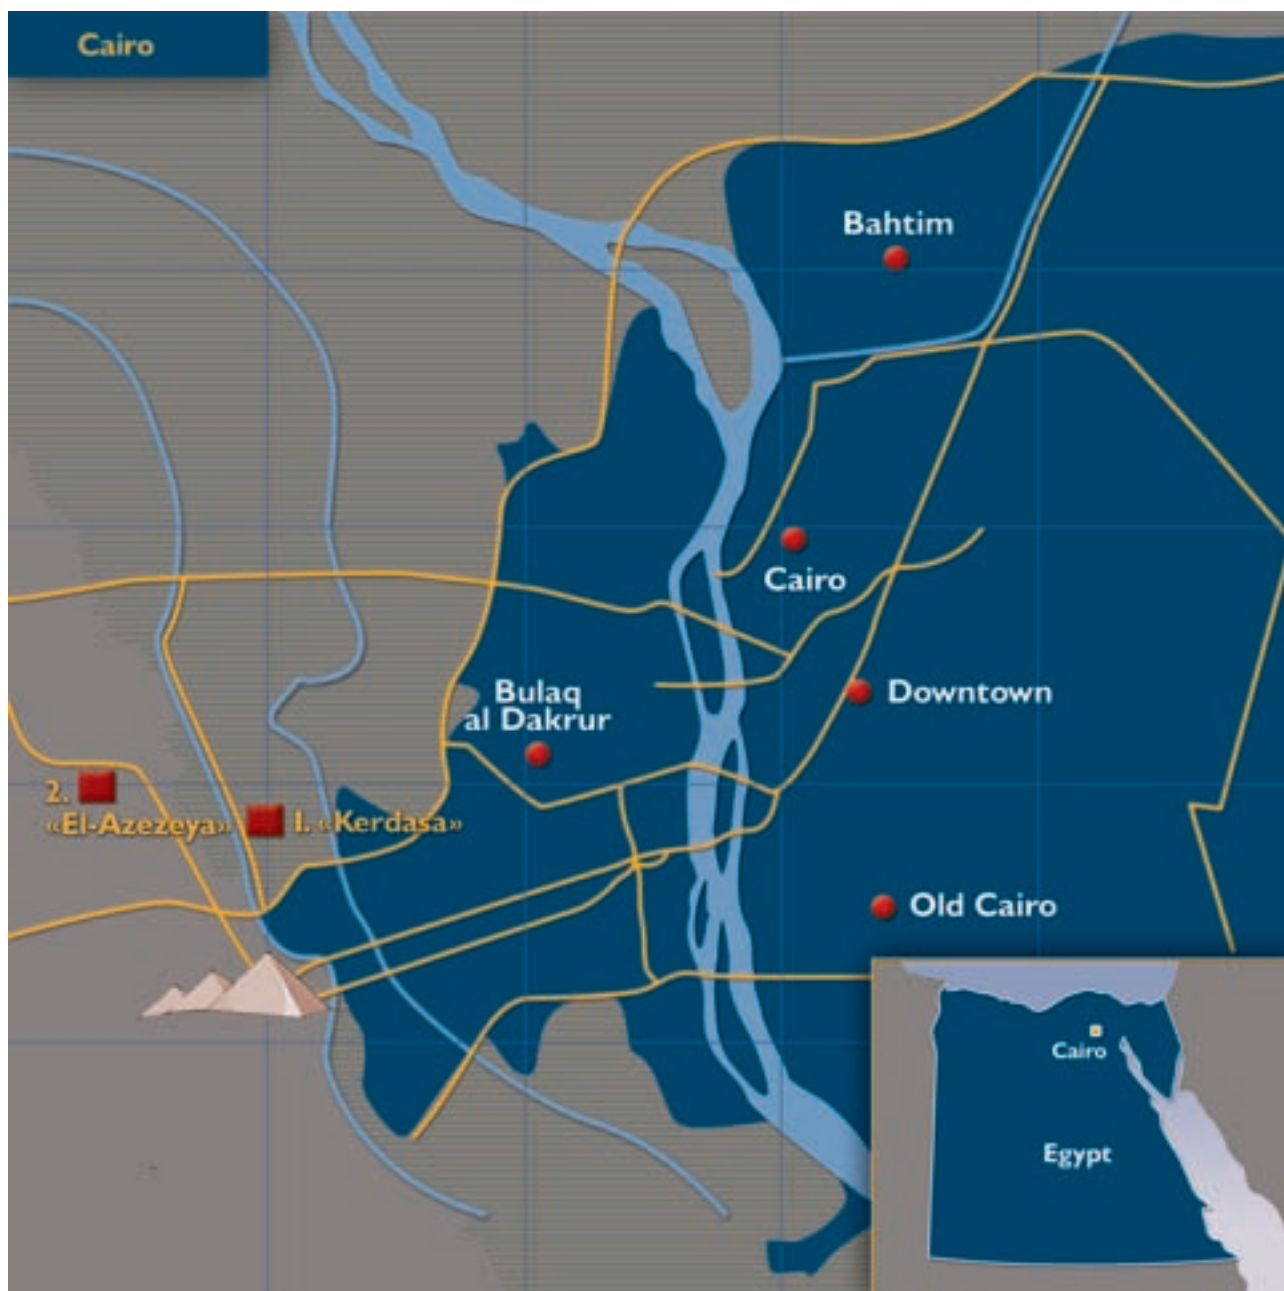 Cairo
Bahtim
Cairo
Bulaq
al Dakrur
Downtown
2.
«El-Azezeya»
1. «Kerdasa»
Old Cairo
Cairo
Egypt